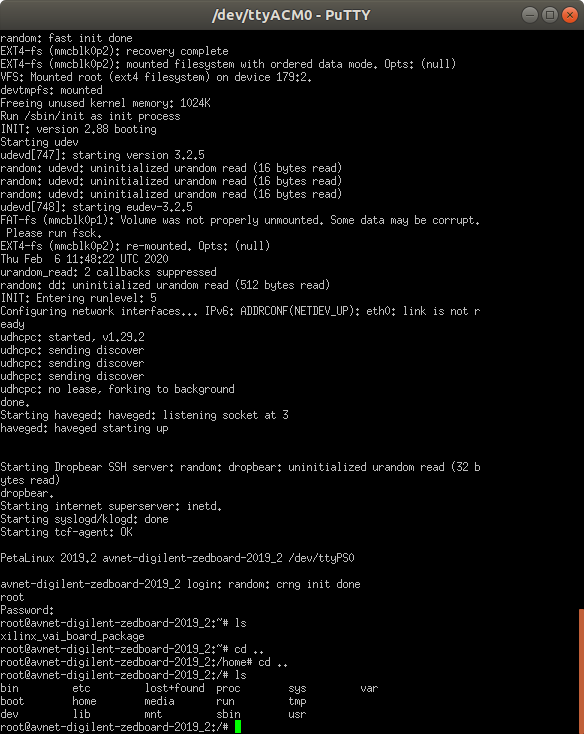 /dev/ttyACM0 - PuTTY
random: fast init done
EXT4-fs (mmcblk0p2): recovery complete
EXT4-fs (mmcblk0p2): mounted filesystem with ordered data mode. Opts: (null)
VFS: Mounted root (ext4 filesystem) on device 179:2.
devtmpfs: mounted
Freeing unused kernel memory: 1024K
Run /sbin/init as init process
INIT: version 2.88 booting
Starting udev
udevd[747]: starting version 3.2.5
random: udevd: uninitialized urandom read (16 bytes read)
random: udevd: uninitialized urandom read (16 bytes read)
random: udevd: uninitialized urandom read (16 bytes read)
udevd[748]: starting eudev-3.2.5
FAT-fs (mmcblk0p1): Volume was not properly unmounted. Some data may be corrupt.
 Please run fsck.
EXT4-fs (mmcblk0p2): re-mounted. Opts: (null)
Thu Feb  6 11:48:22 UTC 2020
urandom_read: 2 callbacks suppressed
random: dd: uninitialized urandom read (512 bytes read)
INIT: Entering runlevel: 5
Configuring network interfaces... IPv6: ADDRCONF(NETDEV_UP): eth0: link is not r
eady
udhcpc: started, v1.29.2
udhcpc: sending discover
udhcpc: sending discover
udhcpc: sending discover
udhcpc: no lease, forking to background
done.
Starting haveged: haveged: listening socket at 3
haveged: haveged starting up
Starting Dropbear SSH server: random: dropbear: uninitialized urandom read (32 b
ytes read)
dropbear.
Starting internet superserver: inetd.
Starting syslogd/klogd: done
Starting tcf-agent: OK
PetaLinux 2019.2 avnet-digilent-zedboard-2019_2 /dev/ttyPS0
avnet-digilent-zedboard-2019_2 login: random: crng init done
root
Password:
root@avnet-digilent-zedboard-2019_2:~# ls
xilinx_vai_board_package
root@avnet-digilent-zedboard-2019_2:~# cd ..
root@avnet-digilent-zedboard-2019_2:/home# cd ..
root@avnet-digilent-zedboard-2019_2:/# ls
bin         etc         lost+found  proc        sys         var
boot        home        media       run         tmp
dev         lib         mnt         sbin        usr
root@avnet-digilent-zedboard-2019_2:/#